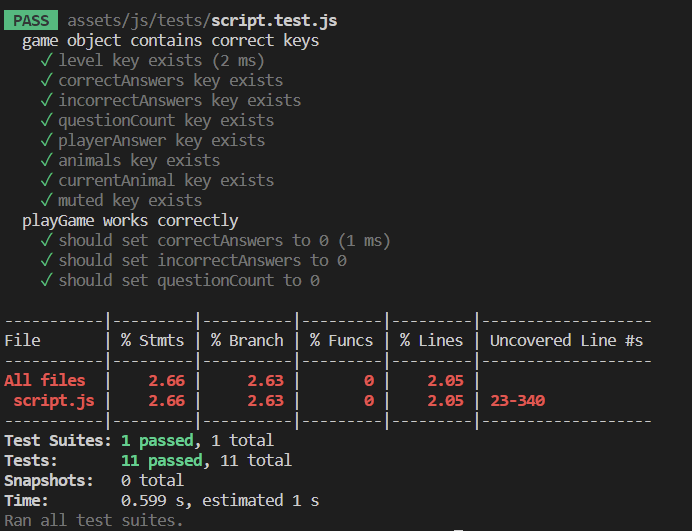 PASS assets/js/tests/script.test.js
game object contains correct keys
✓ level key exists (2 ms)
✓ correctAnswers key exists
✓ incorrectAnswers key exists
✓ questionCount key exists
✓ playerAnswer key exists
✓ animals key exists
✓ currentAnimal key exists
✓ muted key exists
playGame works correctly
✓ should set correctAnswers to 0 (1 ms)
✓ should set incorrectAnswers to 0
✓ should set questionCount to 0
-----------|---------|----------|---------|---------|-------------------
File       | % Stmts | % Branch | % Funcs | % Lines | Uncovered Line #s
-----------|---------|----------|---------|---------|-------------------
All files  |    2.66 |     2.63 |       0 |    2.05 |
 script.js |    2.66 |     2.63 |       0 |    2.05 | 23-340
-----------|---------|----------|---------|---------|-------------------
Test Suites: 1 passed, 1 total
Tests:       11 passed, 11 total
Snapshots:   0 total
Time:        0.599 s, estimated 1 s
Ran all test suites.